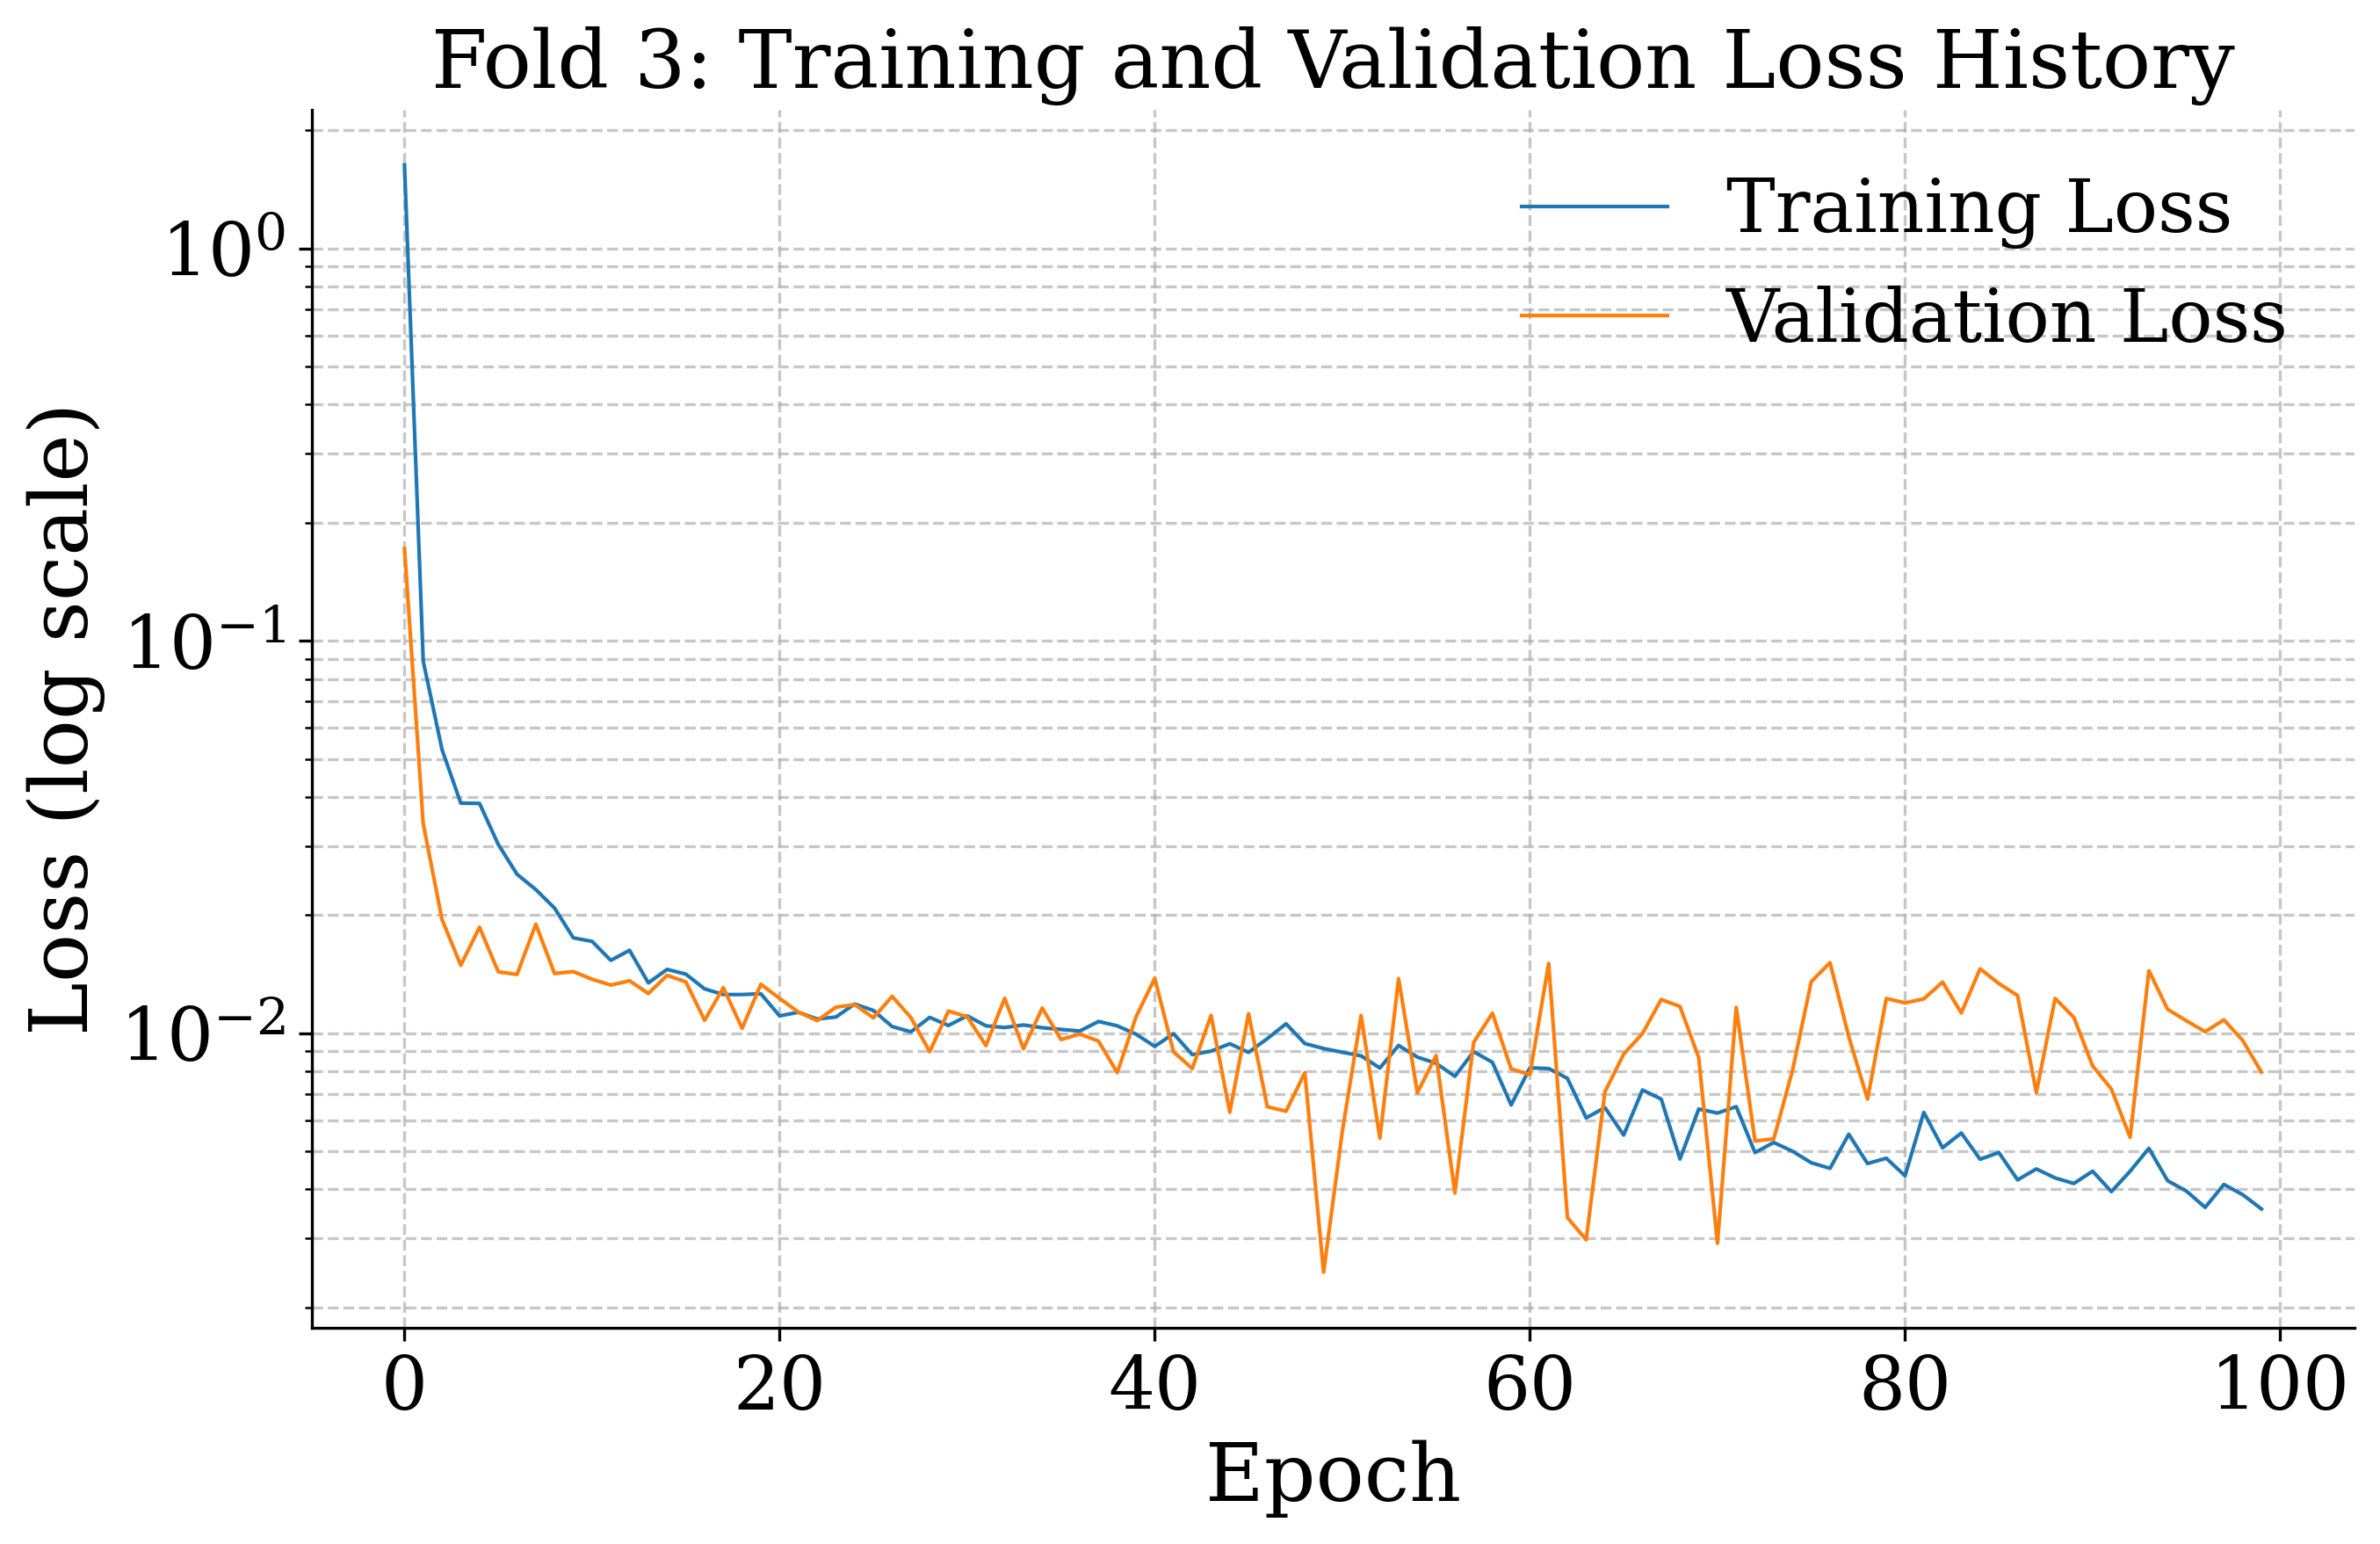 Fold 3: Training and Validation Loss History
Training Loss
Validation Loss
Loss (log scale)
10⁰
10⁻¹
10⁻²
0 20 40 60 80 100
Epoch